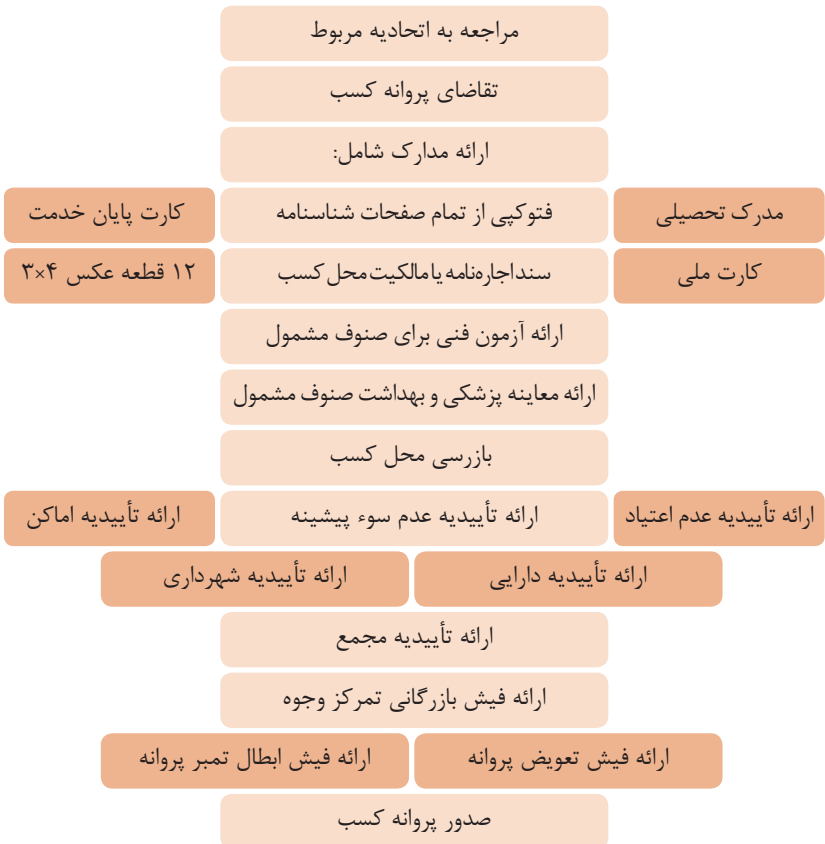 مراجعه به اتحادیه مربوط
تقاضای پروانه کسب
ارائه مدارک شامل:
مدرک تحصیلی
فتوکپی از تمام صفحات شناسنامه
کارت پایان خدمت
کارت ملی
سند اجاره‌نامه یا مالکیت محل کسب
۱۲ قطعه عکس ۴×۳
ارائه آزمون فنی برای صنوف مشمول
ارائه معاینه پزشکی و بهداشت صنوف مشمول
بازرسی محل کسب
ارائه تأییدیه عدم اعتیاد
ارائه تأییدیه عدم سوء پیشینه
ارائه تأییدیه اماکن
ارائه تأییدیه دارایی
ارائه تأییدیه شهرداری
ارائه تأییدیه مجمع
ارائه فیش بازرگانی تمرکز وجوه
ارائه فیش تعویض پروانه
ارائه فیش ابطال تمبر پروانه
صدور پروانه کسب